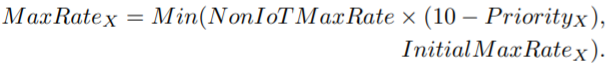 MaxRate_X = Min(NonIoTMaxRate × (10 − Priority_X),
InitialMaxRate_X).